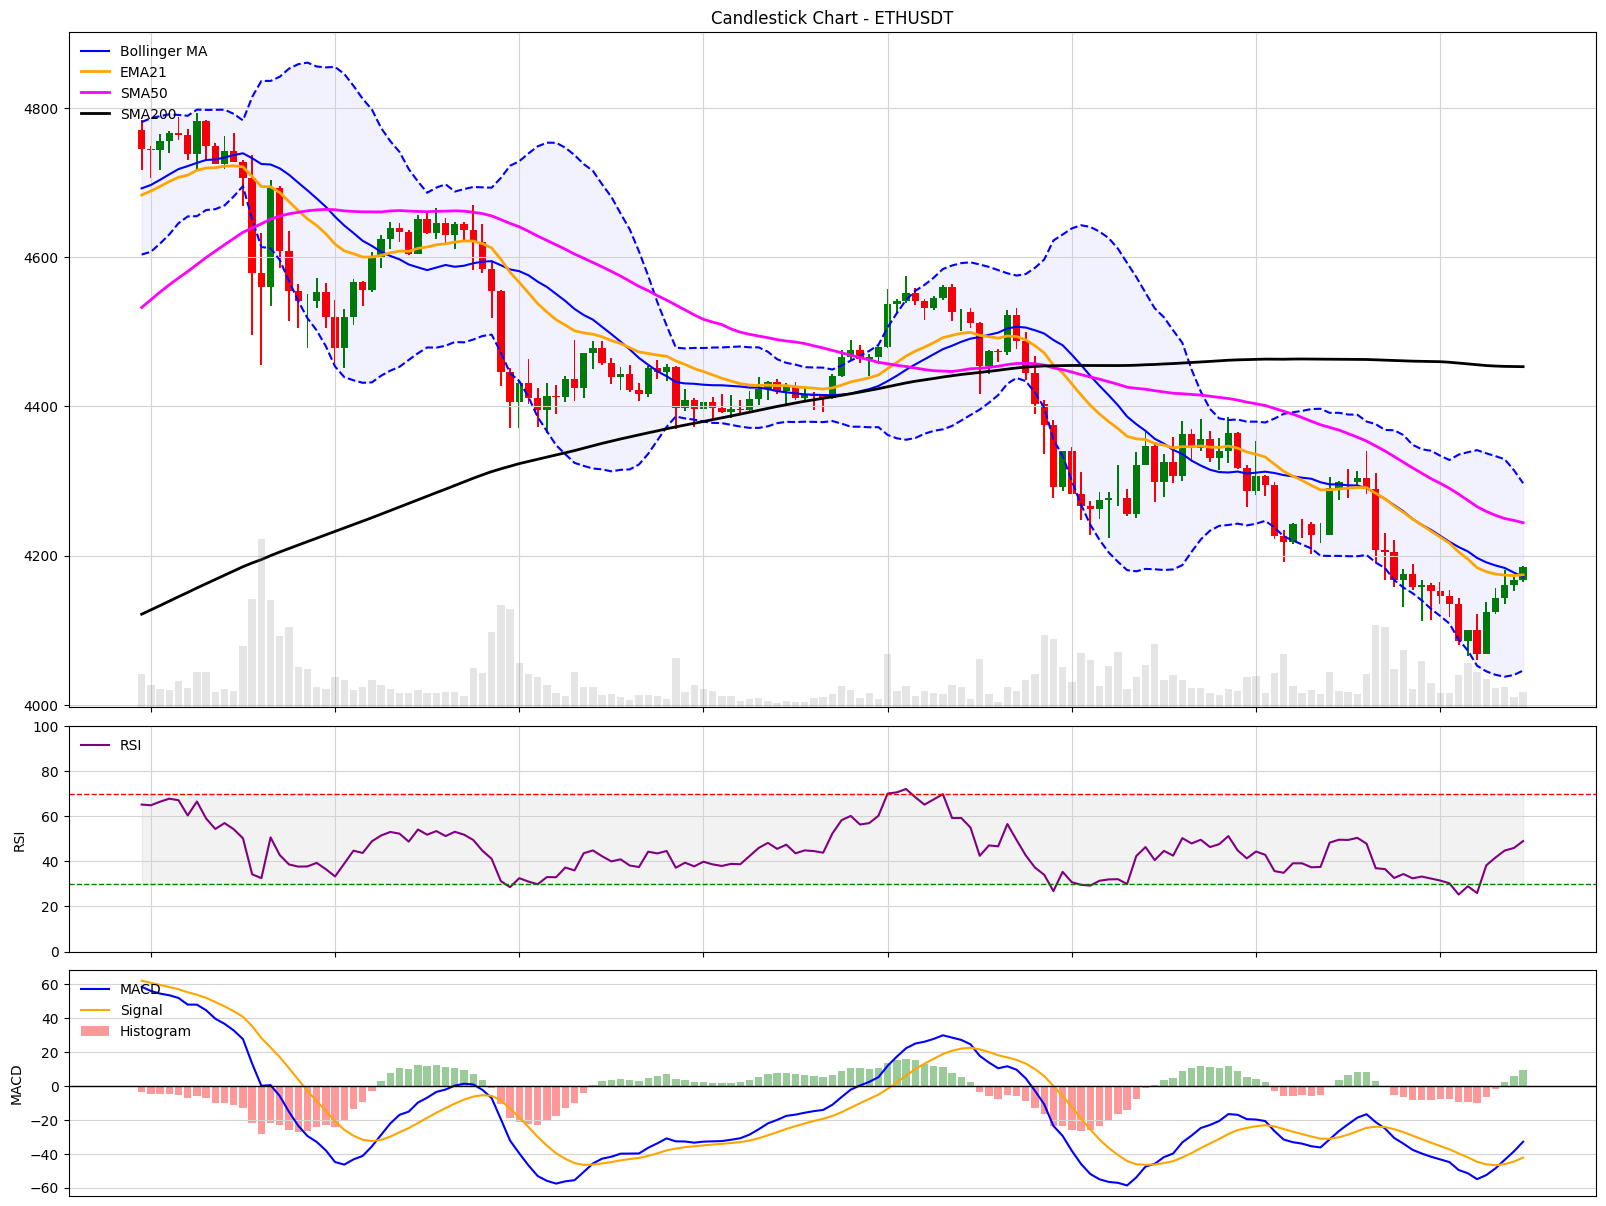 Candlestick Chart - ETHUSDT
Bollinger MA
EMA21
SMA50
SMA200
4800
4600
4400
4200
4000
RSI
RSI
100
80
60
40
20
0
MACD
Signal
Histogram
MACD
60
40
20
0
−20
−40
−60